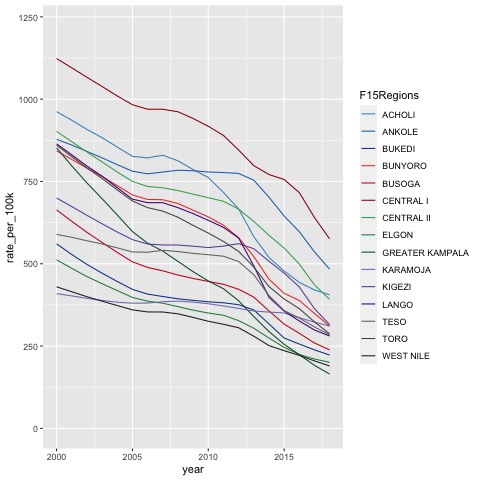 1250
1000
750
500
250
0
rate_per_100k
2000
2005
2010
2015
year
F15Regions
ACHOLI
ANKOLE
BUKEDI
BUNYORO
BUSOGA
CENTRAL I
CENTRAL II
ELGON
GREATER KAMPALA
KARAMOJA
KIGEZI
LANGO
TESO
TORO
WEST NILE